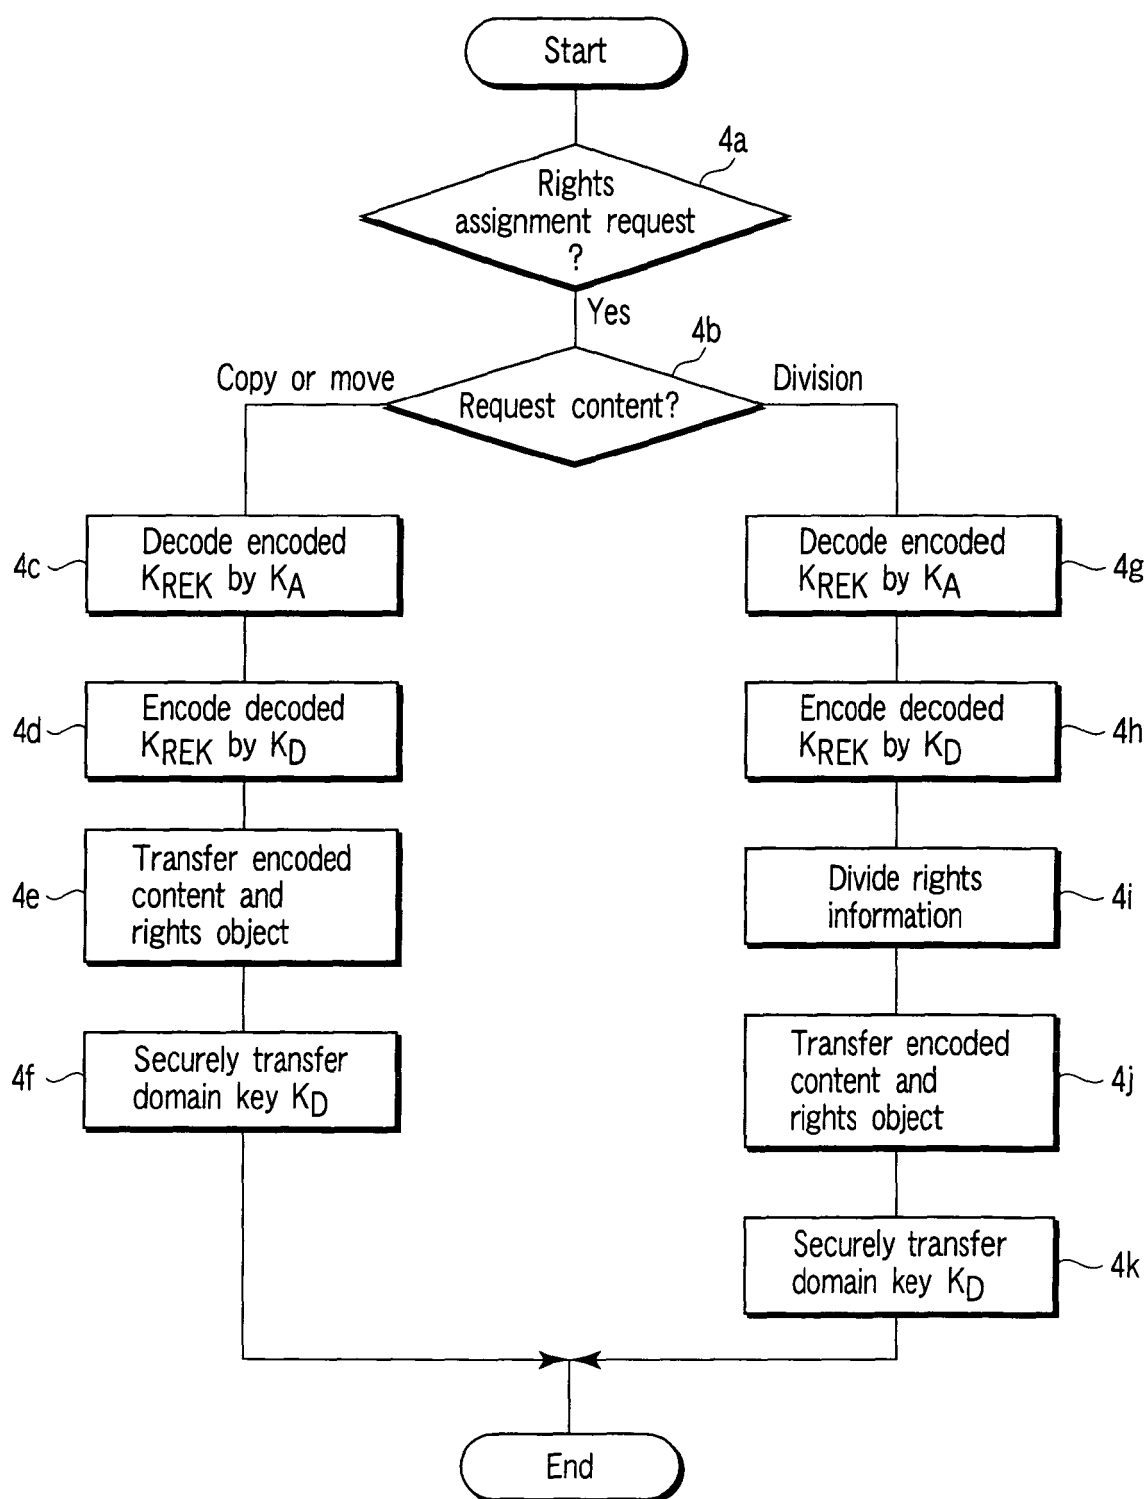 Start
4a
Rights
assignment request
?
Yes
4b
Copy or move
Request content?
Division
4c
Decode encoded
KREK by KA
4d
Encode decoded
KREK by KD
4e
Transfer encoded
content and
rights object
4f
Securely transfer
domain key KD
Decode encoded
KREK by KA
4g
Encode decoded
KREK by KD
4h
Divide rights
information
4i
Transfer encoded
content and
rights object
4j
Securely transfer
domain key KD
4k
End